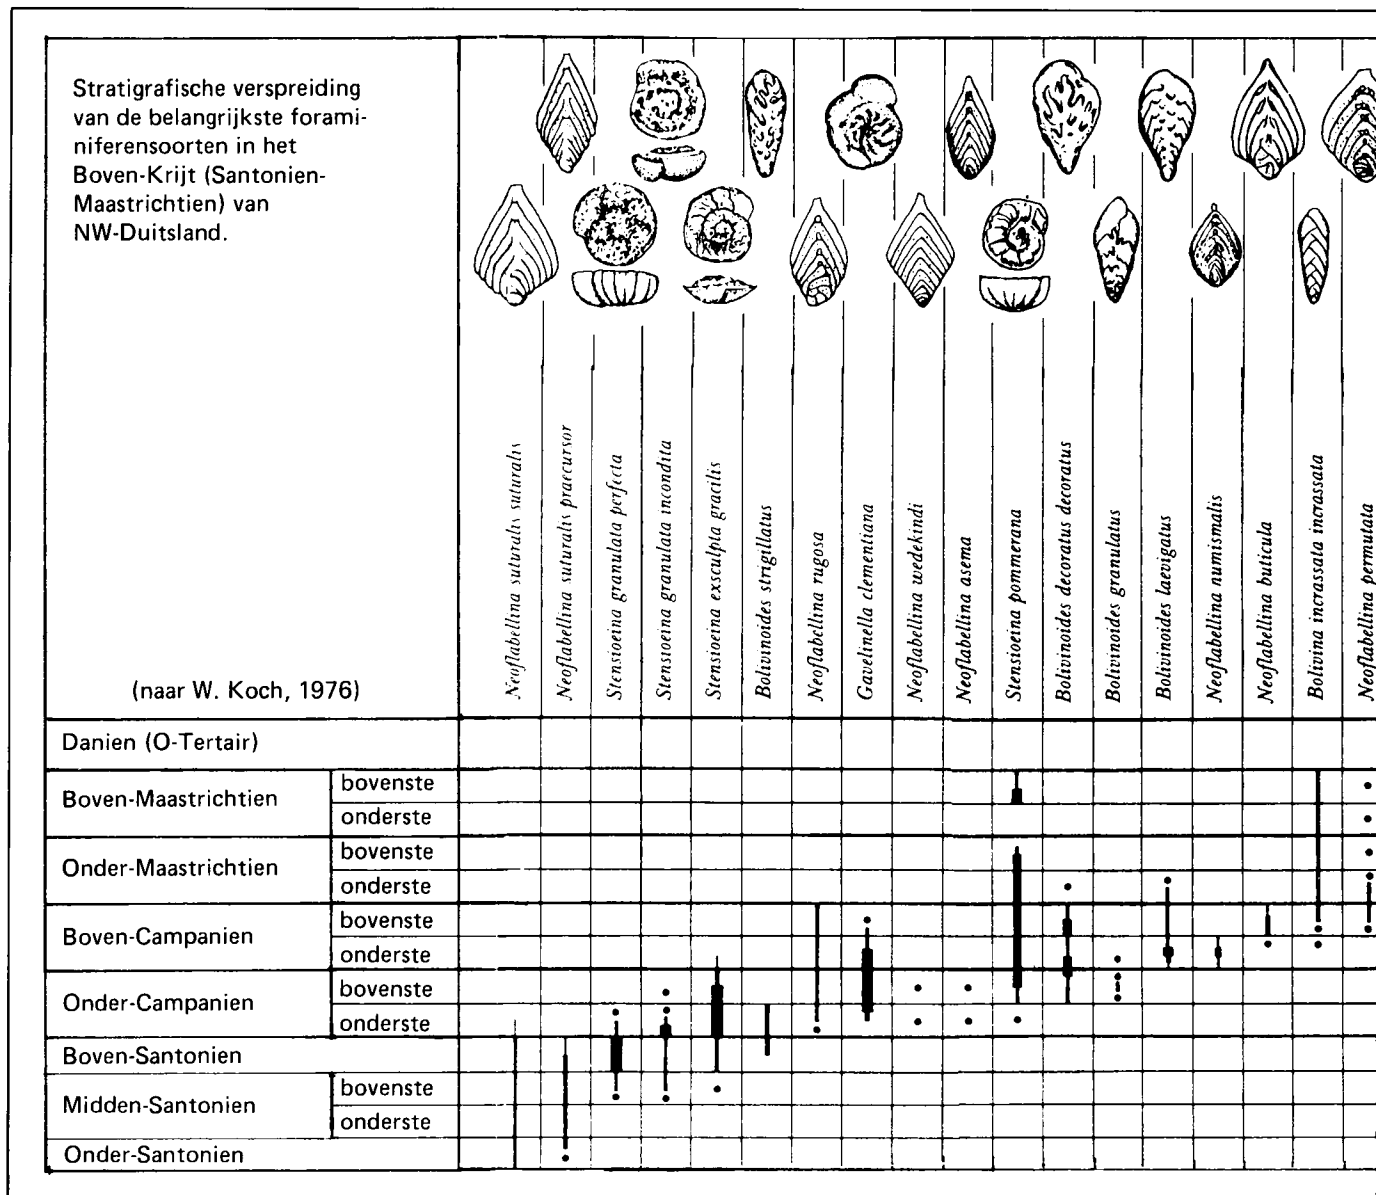 Stratigrafische verspreiding
van de belangrijkste forami-
niferensoorten in het
Boven-Krijt (Santonien-
Maastrichtien) van
NW-Duitsland.
(naar W. Koch, 1976)
Neoflabellina suturalis suturalis
Neoflabellina suturalis praecursor
Stensioeina granulata perfecta
Stensioeina granulata incondita
Stensioeina exsculpta gracilis
Bolivinoides strigillatus
Neoflabellina rugosa
Gavelinella clementiana
Neoflabellina wedekindi
Neoflabellina asema
Stensioeina pommerana
Bolivinoides decoratus decoratus
Bolivinoides granulatus
Bolivinoides laevigatus
Neoflabellina numismalis
Neoflabellina buticula
Bolivina incrassata incrassata
Neoflabellina permutata
Danien (O-Tertair)
Boven-Maastrichtien
bovenste
onderste
Onder-Maastrichtien
bovenste
onderste
Boven-Campanien
bovenste
onderste
Onder-Campanien
bovenste
onderste
Boven-Santonien
Midden-Santonien
bovenste
onderste
Onder-Santonien